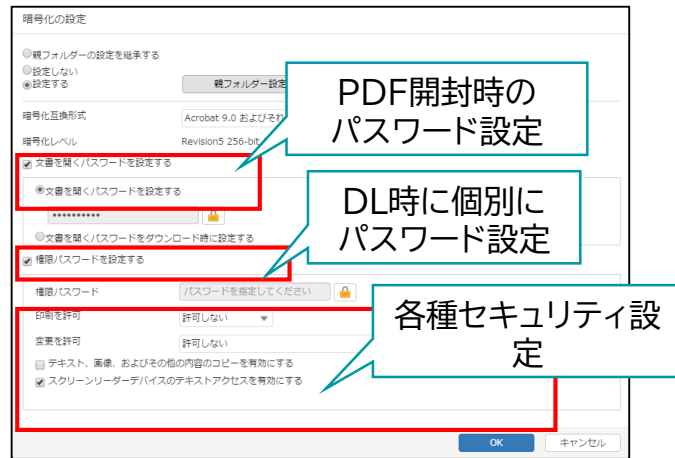 暗号化の設定
親フォルダーの設定を継承する
設定しない
設定する
親フォルダー設定
暗号化互換形式
Acrobat 9.0 およびそれ
暗号化レベル
Revision5 256-bit
文書を開くパスワードを設定する
文書を開くパスワードを設定する
**********
文書を開くパスワードをダウンロード時に設定する
権限パスワードを設定する
権限パスワード
パスワードを指定してください
印刷を許可
許可しない
変更を許可
許可しない
テキスト、画像、およびその他の内容のコピーを有効にする
スクリーンリーダーデバイスのテキストアクセスを有効にする
OK
キャンセル
PDF開封時の
パスワード設定
DL時に個別に
パスワード設定
各種セキュリティ設
定